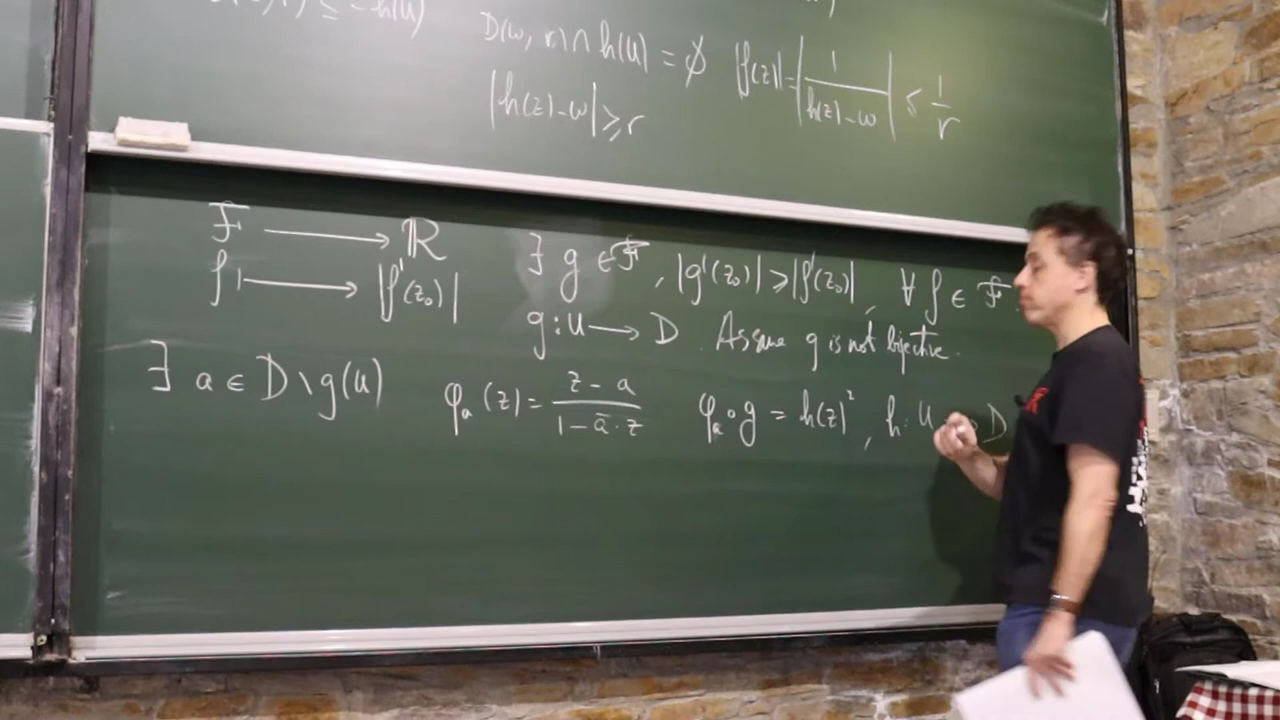 ≤ -h(U)
D(w, r) ∩ h(U) = ∅ |f(z)| = |1/(h(z)-w)| ≤ 1/r
|h(z)-w| ≥ r
F → ℝ ∃ g ∈ F, |g'(z₀)| ≥ |f'(z₀)|, ∀ f ∈ F.
f ↦ |f'(z₀)| g: U → D. Assume g is not bijective.
∃ a ∈ D \ g(U) φₐ(z) = (z - a)/(1 - ā·z) φₐ∘g = h(z)², h: U → D